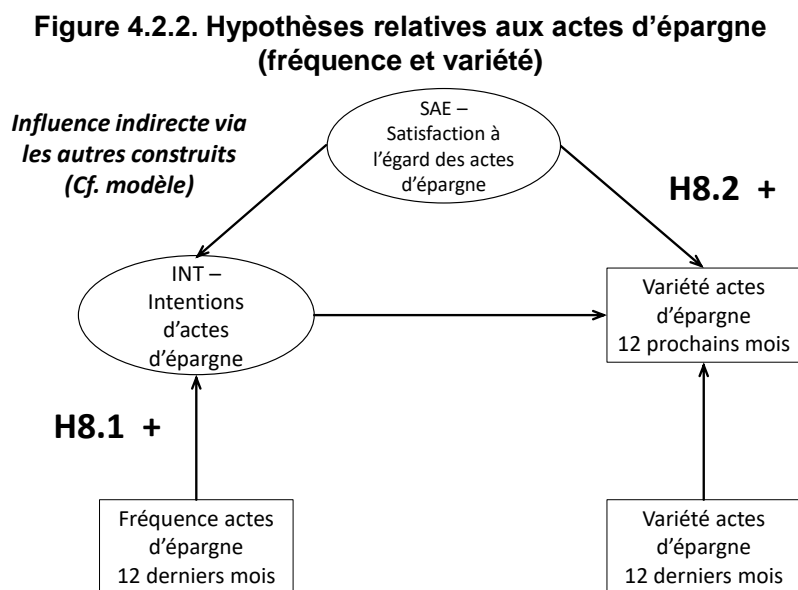 Figure 4.2.2. Hypothèses relatives aux actes d’épargne
(fréquence et variété)
Influence indirecte via
les autres construits
(Cf. modèle)
SAE –
Satisfaction à
l’égard des actes
d’épargne
H8.2 +
INT –
Intentions
d’actes
d’épargne
Variété actes
d’épargne
12 prochains mois
H8.1 +
Fréquence actes
d’épargne
12 derniers mois
Variété actes
d’épargne
12 derniers mois